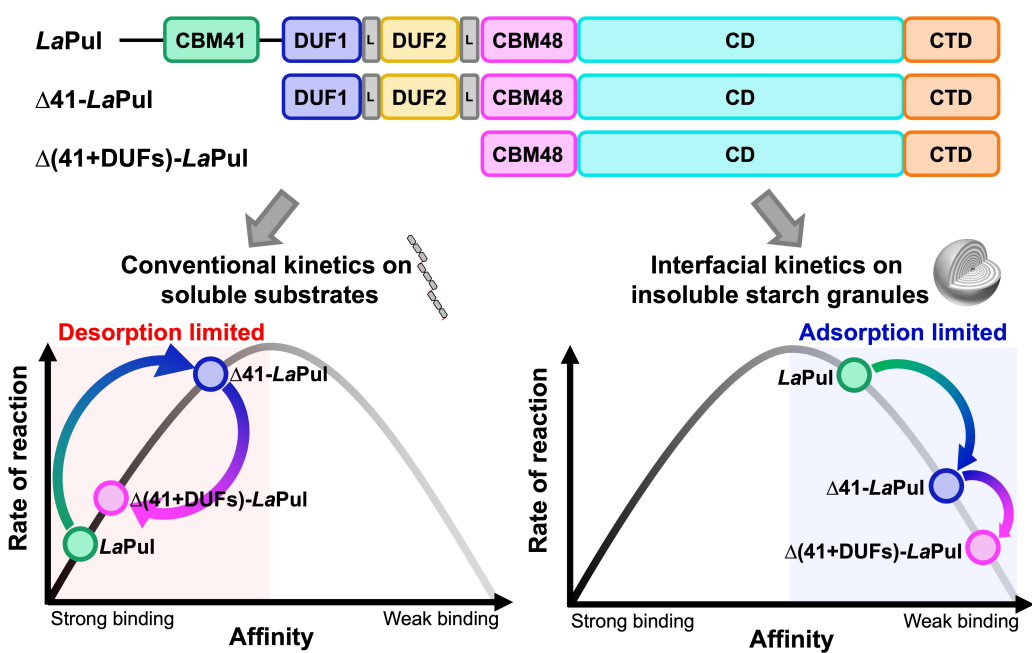 LaPul CBM41 DUF1 L DUF2 L CBM48 CD CTD
Δ41-LaPul DUF1 L DUF2 L CBM48 CD CTD
Δ(41+DUFs)-LaPul CBM48 CD CTD
Conventional kinetics on
soluble substrates
Desorption limited
Rate of reaction
Δ41-LaPul
Δ(41+DUFs)-LaPul
LaPul
Strong binding
Weak binding
Affinity
Interfacial kinetics on
insoluble starch granules
Adsorption limited
Rate of reaction
LaPul
Δ41-LaPul
Δ(41+DUFs)-LaPul
Strong binding
Weak binding
Affinity